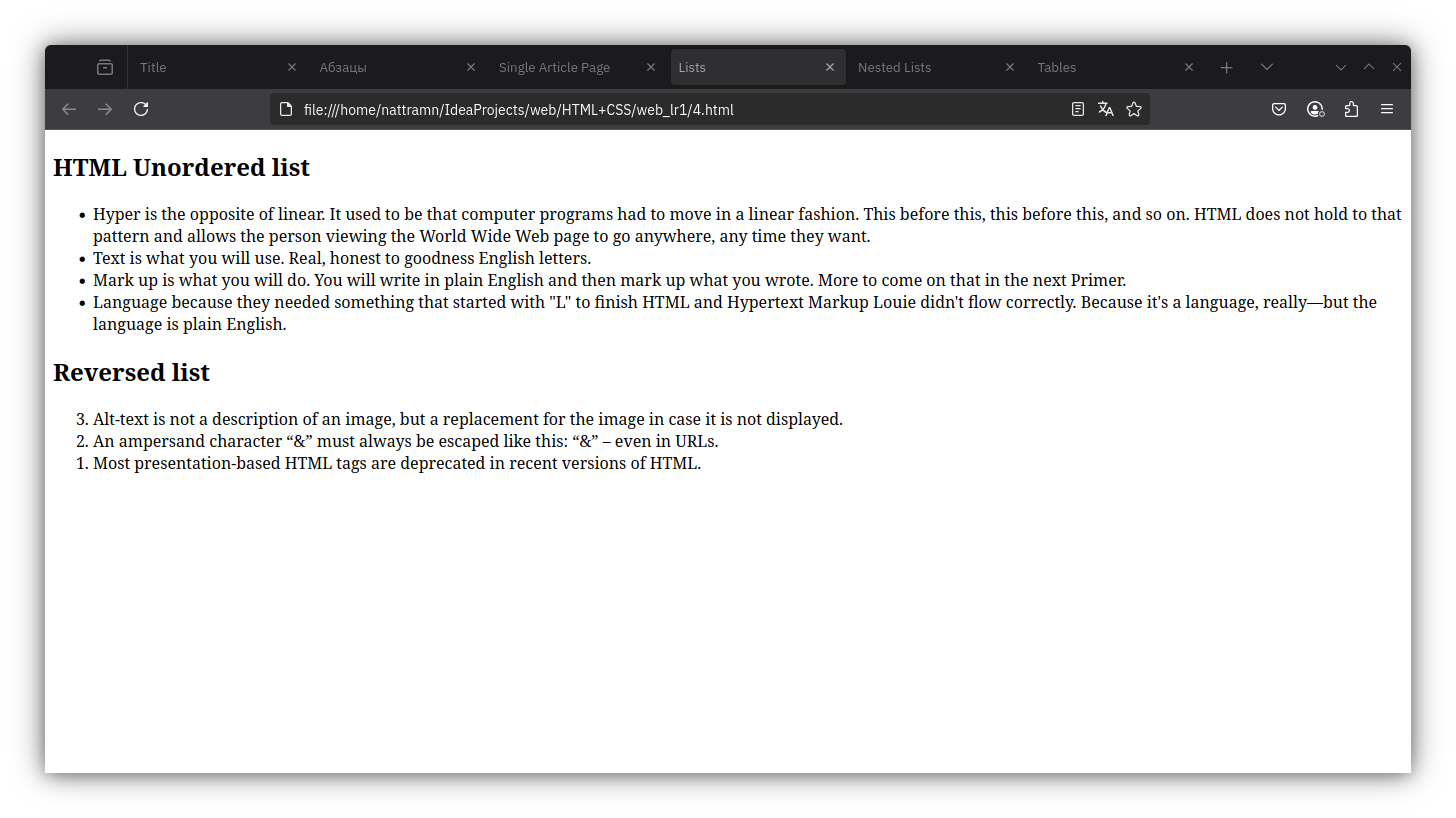 Title
Абзацы
Single Article Page
Lists
Nested Lists
Tables
file:///home/nattramn/IdeaProjects/web/HTML+CSS/web_lr1/4.html
HTML Unordered list
• Hyper is the opposite of linear. It used to be that computer programs had to move in a linear fashion. This before this, this before this, and so on. HTML does not hold to that
pattern and allows the person viewing the World Wide Web page to go anywhere, any time they want.
• Text is what you will use. Real, honest to goodness English letters.
• Mark up is what you will do. You will write in plain English and then mark up what you wrote. More to come on that in the next Primer.
• Language because they needed something that started with "L" to finish HTML and Hypertext Markup Louie didn't flow correctly. Because it's a language, really—but the
language is plain English.
Reversed list
3. Alt-text is not a description of an image, but a replacement for the image in case it is not displayed.
2. An ampersand character “&” must always be escaped like this: “&” – even in URLs.
1. Most presentation-based HTML tags are deprecated in recent versions of HTML.